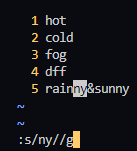 1 hot
2 cold
3 fog
4 dff
5 rainny&sunny
~
~
:s/ny//g